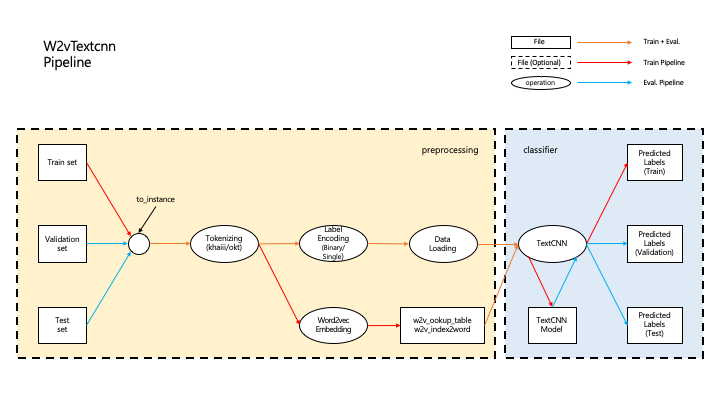 W2vTextcnn
Pipeline
File
Train + Eval.
File (Optional)
Train Pipeline
operation
Eval. Pipeline
preprocessing
classifier
Train set
to_instance
Validation
set
Test
set
Tokenizing
(khaiii/okt)
Label
Encoding
(Binary/
Single)
Data
Loading
Word2vec
Embedding
w2v_ookup_table
w2v_index2word
TextCNN
TextCNN
Model
Predicted
Labels
(Train)
Predicted
Labels
(Validation)
Predicted
Labels
(Test)